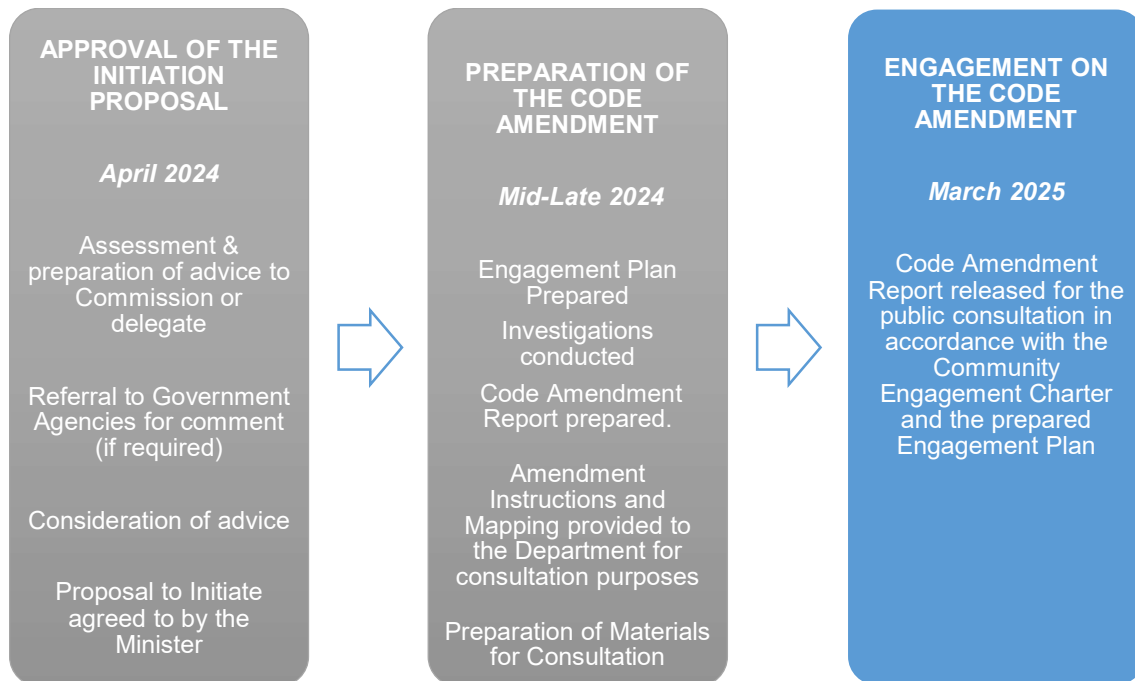 APPROVAL OF THE
INITIATION
PROPOSAL
April 2024
Assessment &
preparation of advice to
Commission or
delegate
Referral to Government
Agencies for comment
(if required)
Consideration of advice
Proposal to Initiate
agreed to by the
Minister
PREPARATION OF
THE CODE
AMENDMENT
Mid-Late 2024
Engagement Plan
Prepared
Investigations
conducted
Code Amendment
Report prepared.
Amendment
Instructions and
Mapping provided to
the Department for
consultation purposes
Preparation of Materials
for Consultation
ENGAGEMENT ON
THE CODE
AMENDMENT
March 2025
Code Amendment
Report released for the
public consultation in
accordance with the
Community
Engagement Charter
and the prepared
Engagement Plan